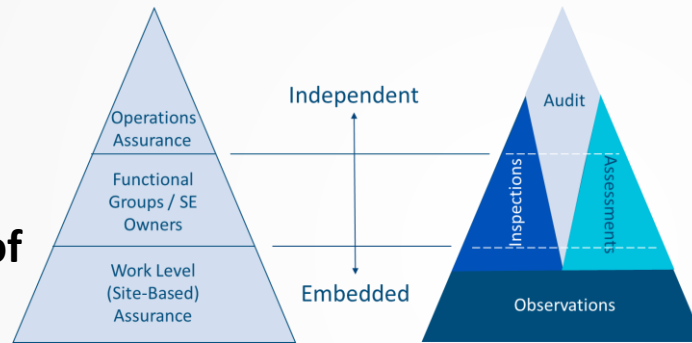 Operations
Assurance
Functional
Groups / SE
Owners
of
Work Level
(Site-Based)
Assurance
Independent
Embedded
Audit
Inspections
Assessments
Observations